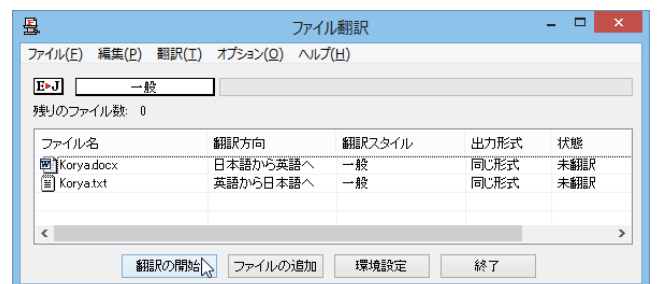 ファイル翻訳
ファイル(F) 編集(P) 翻訳(T) オプション(O) ヘルプ(H)
E▸J 一般
残りのファイル数: 0
ファイル名 翻訳方向 翻訳スタイル 出力形式 状態
Korya.docx 日本語から英語へ 一般 同じ形式 未翻訳
Korya.txt 英語から日本語へ 一般 同じ形式 未翻訳
翻訳の開始 ファイルの追加 環境設定 終了